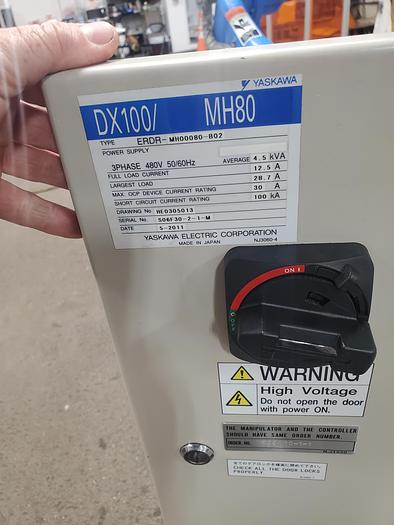 YASKAWA
DX100/ MH80
TYPE ERDR-MH00080-B02
POWER SUPPLY
3PHASE 480V 50/60Hz AVERAGE 4.5 kVA
FULL LOAD CURRENT 12.5 A
LARGEST LOAD 28.7 A
MAX. OCP DEVICE CURRENT RATING 30 A
SHORT CIRCUIT CURRENT RATING 100 kA
DRAWING No. HE0305013
SERIAL No. S06F30-2-1-M
DATE 5-2011
YASKAWA ELECTRIC CORPORATION
MADE IN JAPAN NJ3060-4
ON I
WARNING
High Voltage
Do not open the door
with power ON.
THE MANIPULATOR AND THE CONTROLLER
SHOULD HAVE SAME ORDER NUMBER.
ORDER. NO.
CHECK ALL THE DOOR LOCKS
PROPERLY.